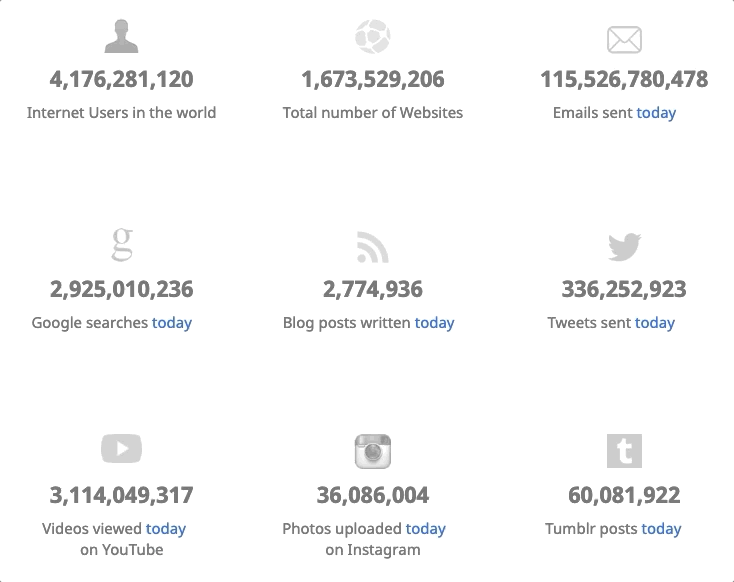 4,176,281,120
Internet Users in the world
1,673,529,206
Total number of Websites
115,526,780,478
Emails sent today
g
2,925,010,236
Google searches today
2,774,936
Blog posts written today
336,252,923
Tweets sent today
3,114,049,317
Videos viewed today
on YouTube
36,086,004
Photos uploaded today
on Instagram
t
60,081,922
Tumblr posts today